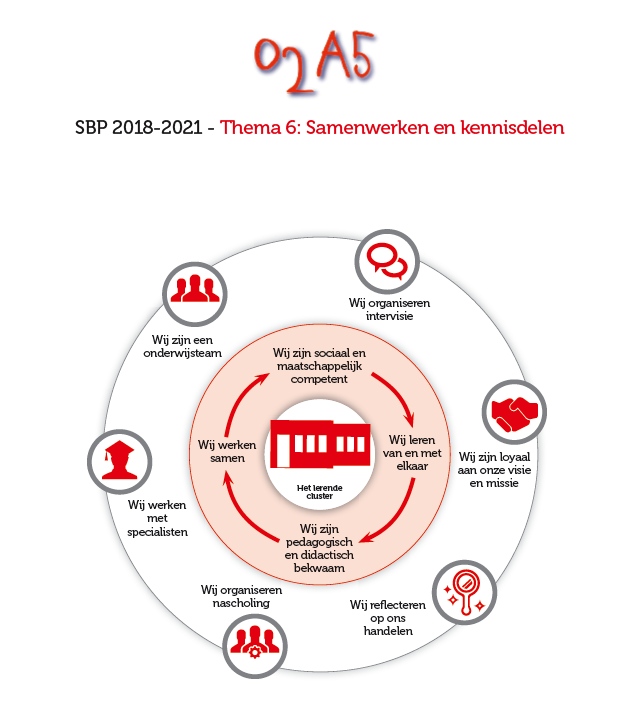 O2A5
SBP 2018-2021 - Thema 6: Samenwerken en kennisdelen
Wij organiseren
intervisie
Wij zijn een
onderwijsteam
Wij zijn sociaal en
maatschappelijk
competent
Wij leren
van en met
elkaar
Wij werken
samen
Wij zijn loyaal
aan onze visie
en missie
Het lerende
cluster
Wij werken
met
specialisten
Wij zijn
pedagogisch
en didactisch
bekwaam
Wij organiseren
nascholing
Wij reflecteren
op ons
handelen